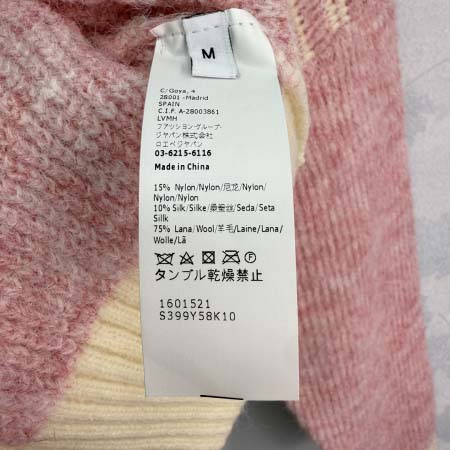 M
C/Goya, 4
28001 -Madrid
SPAIN
C.I.F. A-28003861
LVMH
ファッション・グループ・
ジャパン株式会社
ロエベジャパン
03-6215-6116
Made in China
15% Nylon/Nylon/尼龙/Nylon/
Nylon/Nylon
10% Silk/Silke/桑蚕丝/Seda/Seta
Sillk
75% Lana/Wool/羊毛/Laine/Lana/
Wolle/Lã
タンブル乾燥禁止
1601521
S399Y58K10